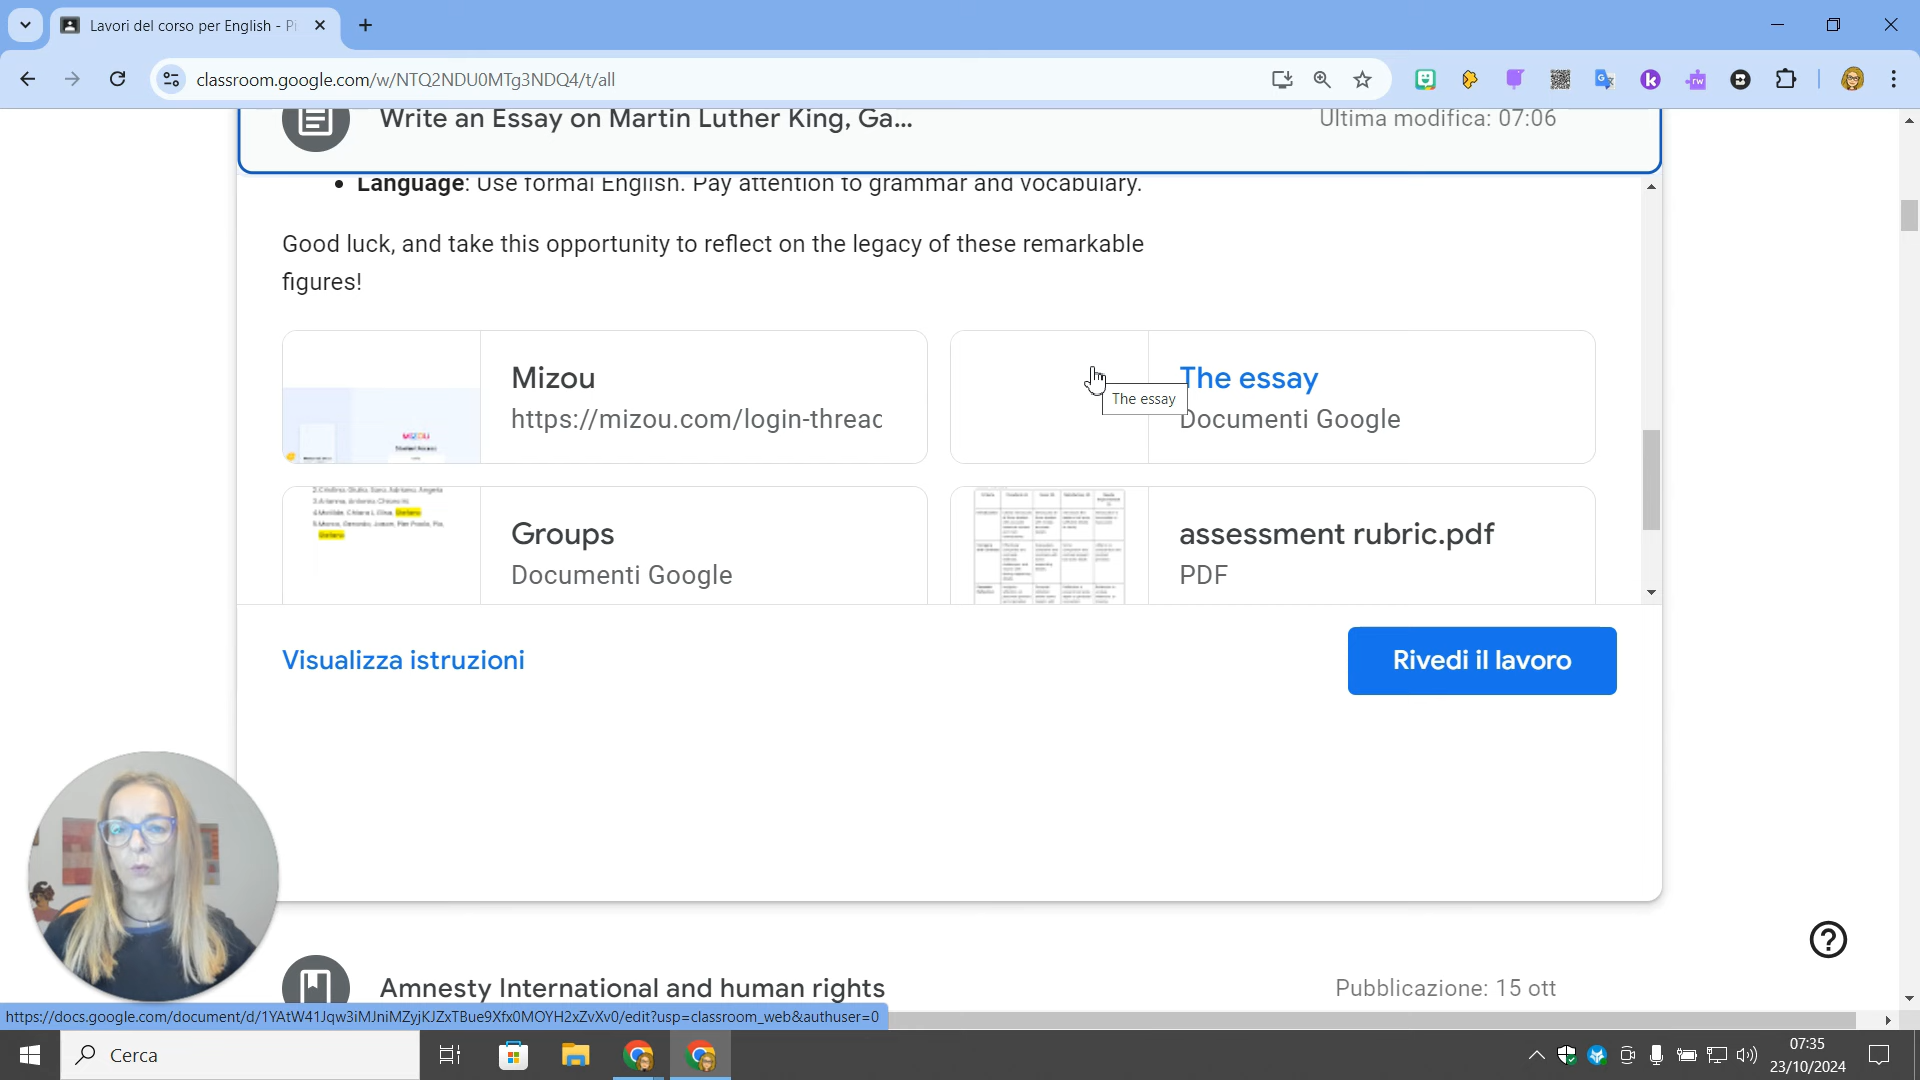 Lavori del corso per English - Pi
classroom.google.com/w/NTQ2NDU0MTg3NDQ4/t/all
Write an Essay on Martin Luther King, Ga...
Ultima modifica: 07:06
Language: Use formal English. Pay attention to grammar and vocabulary.
Good luck, and take this opportunity to reflect on the legacy of these remarkable
figures!
Mizou
https://mizou.com/login-threac
The essay
Documenti Google
The essay
Groups
Documenti Google
assessment rubric.pdf
PDF
Visualizza istruzioni
Rivedi il lavoro
Amnesty International and human rights
Pubblicazione: 15 ott
https://docs.google.com/document/d/1YAtW41Jqw3iMJniMZyjKJZxTBue9Xfx0MOYH2xZvXv0/edit?usp=classroom_web&authuser=0
Cerca
07:35
23/10/2024